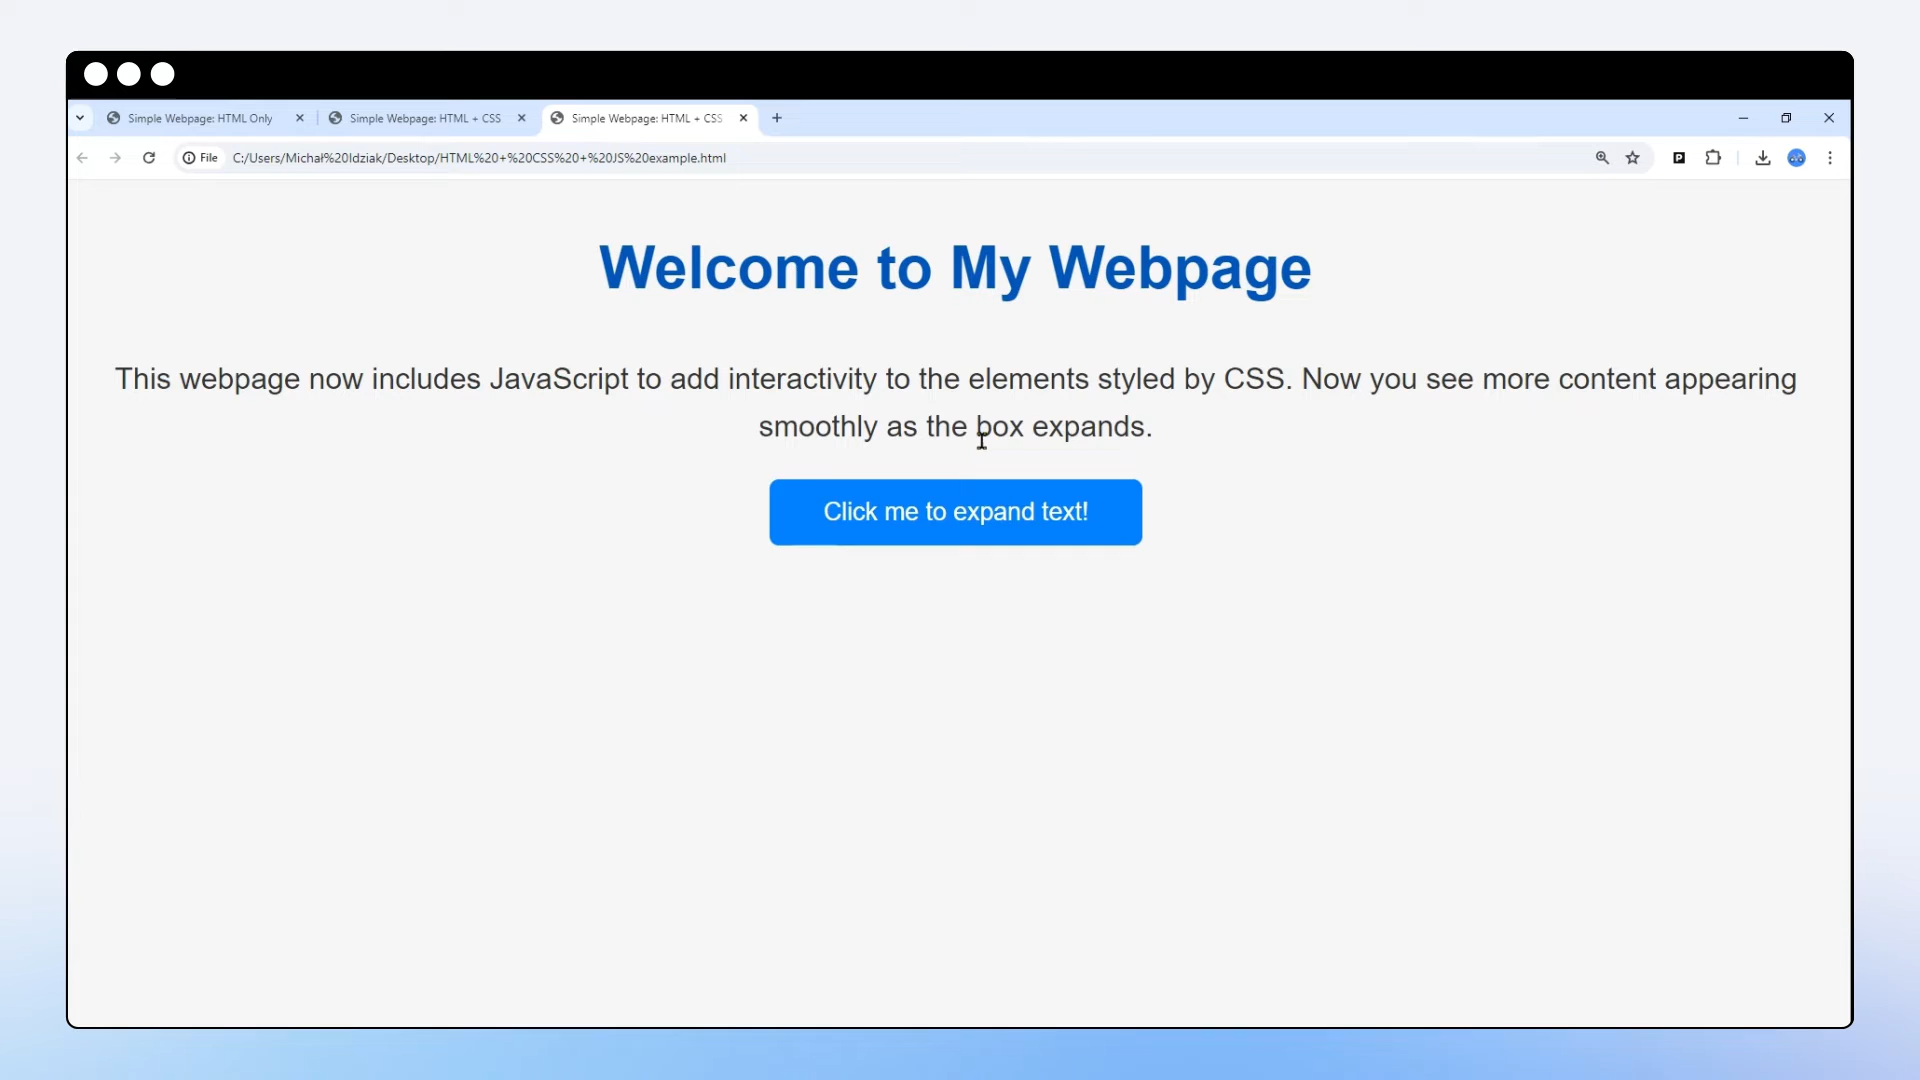 Simple Webpage: HTML Only
Simple Webpage: HTML + CSS
Simple Webpage: HTML + CSS
File
C:/Users/Michał%20Idziak/Desktop/HTML%20+%20CSS%20+%20JS%20example.html
P
Welcome to My Webpage
This webpage now includes JavaScript to add interactivity to the elements styled by CSS. Now you see more content appearing
smoothly as the box expands.
Click me to expand text!